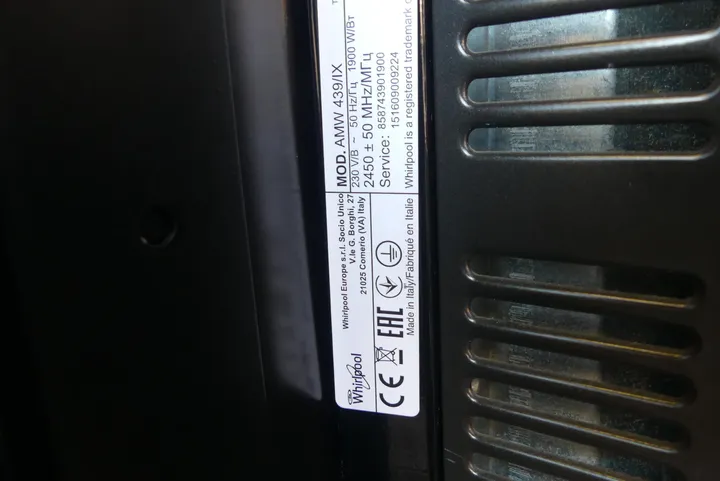 Whirlpool
Whirlpool Europe s.r.l. Socio Unico
V.le G. Borghi, 27
21025 Comerio (VA) Italy
CE EAC
Made in Italy/Fabriqué en Italie
MOD. AMW 439/IX
230 V/B ~ 50 Hz/Гц 1900 W/Вт
2450 ± 50 MHz/МГц
Service: 858743901900
151609009224
Whirlpool is a registered trademark